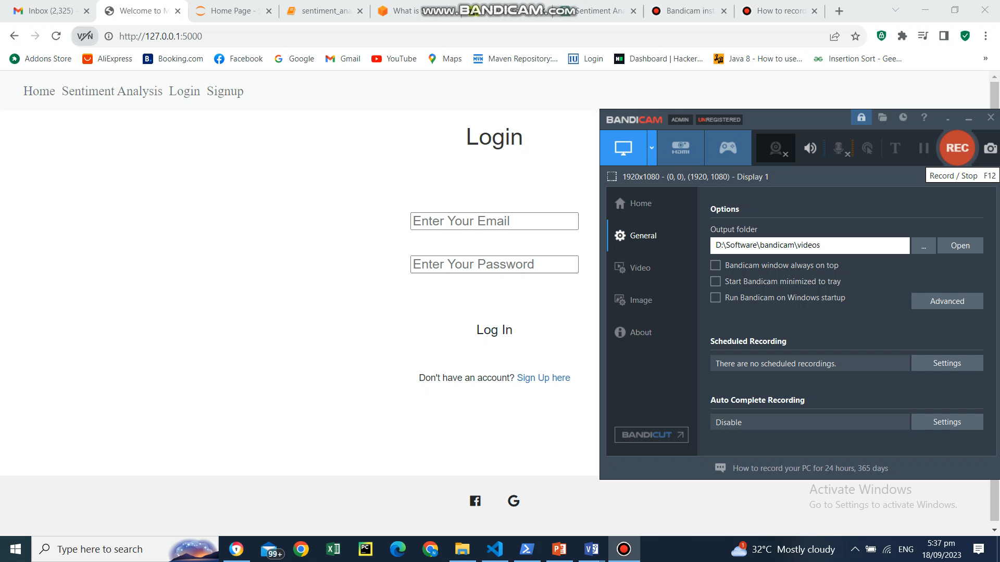 Inbox (2,325)
Welcome to M
Home Page -
sentiment_ana
What is S
www.BANDICAM.com
Sentiment Ana
Bandicam inst
How to record
VPN
http://127.0.0.1:5000
Addons Store
AliExpress
Booking.com
Facebook
Google
Gmail
YouTube
Maps
Maven Repository:...
Login
Dashboard | Hacker...
Java 8 - How to use...
Insertion Sort - Gee...
»
Home Sentiment Analysis Login Signup
Login
Enter Your Email
Enter Your Password
Log In
Don't have an account? Sign Up here
BANDICAM ADMIN UNREGISTERED
HDMI
REC
1920x1080 - (0, 0), (1920, 1080) - Display 1
Record / Stop F12
Home
General
Video
Image
About
BANDICUT
Options
Output folder
D:\Software\bandicam\videos
...
Open
Bandicam window always on top
Start Bandicam minimized to tray
Run Bandicam on Windows startup
Advanced
Scheduled Recording
There are no scheduled recordings.
Settings
Auto Complete Recording
Disable
Settings
How to record your PC for 24 hours, 365 days
Activate Windows
Go to Settings to activate Windows.
Type here to search
99+
32°C Mostly cloudy
ENG
5:37 pm
18/09/2023